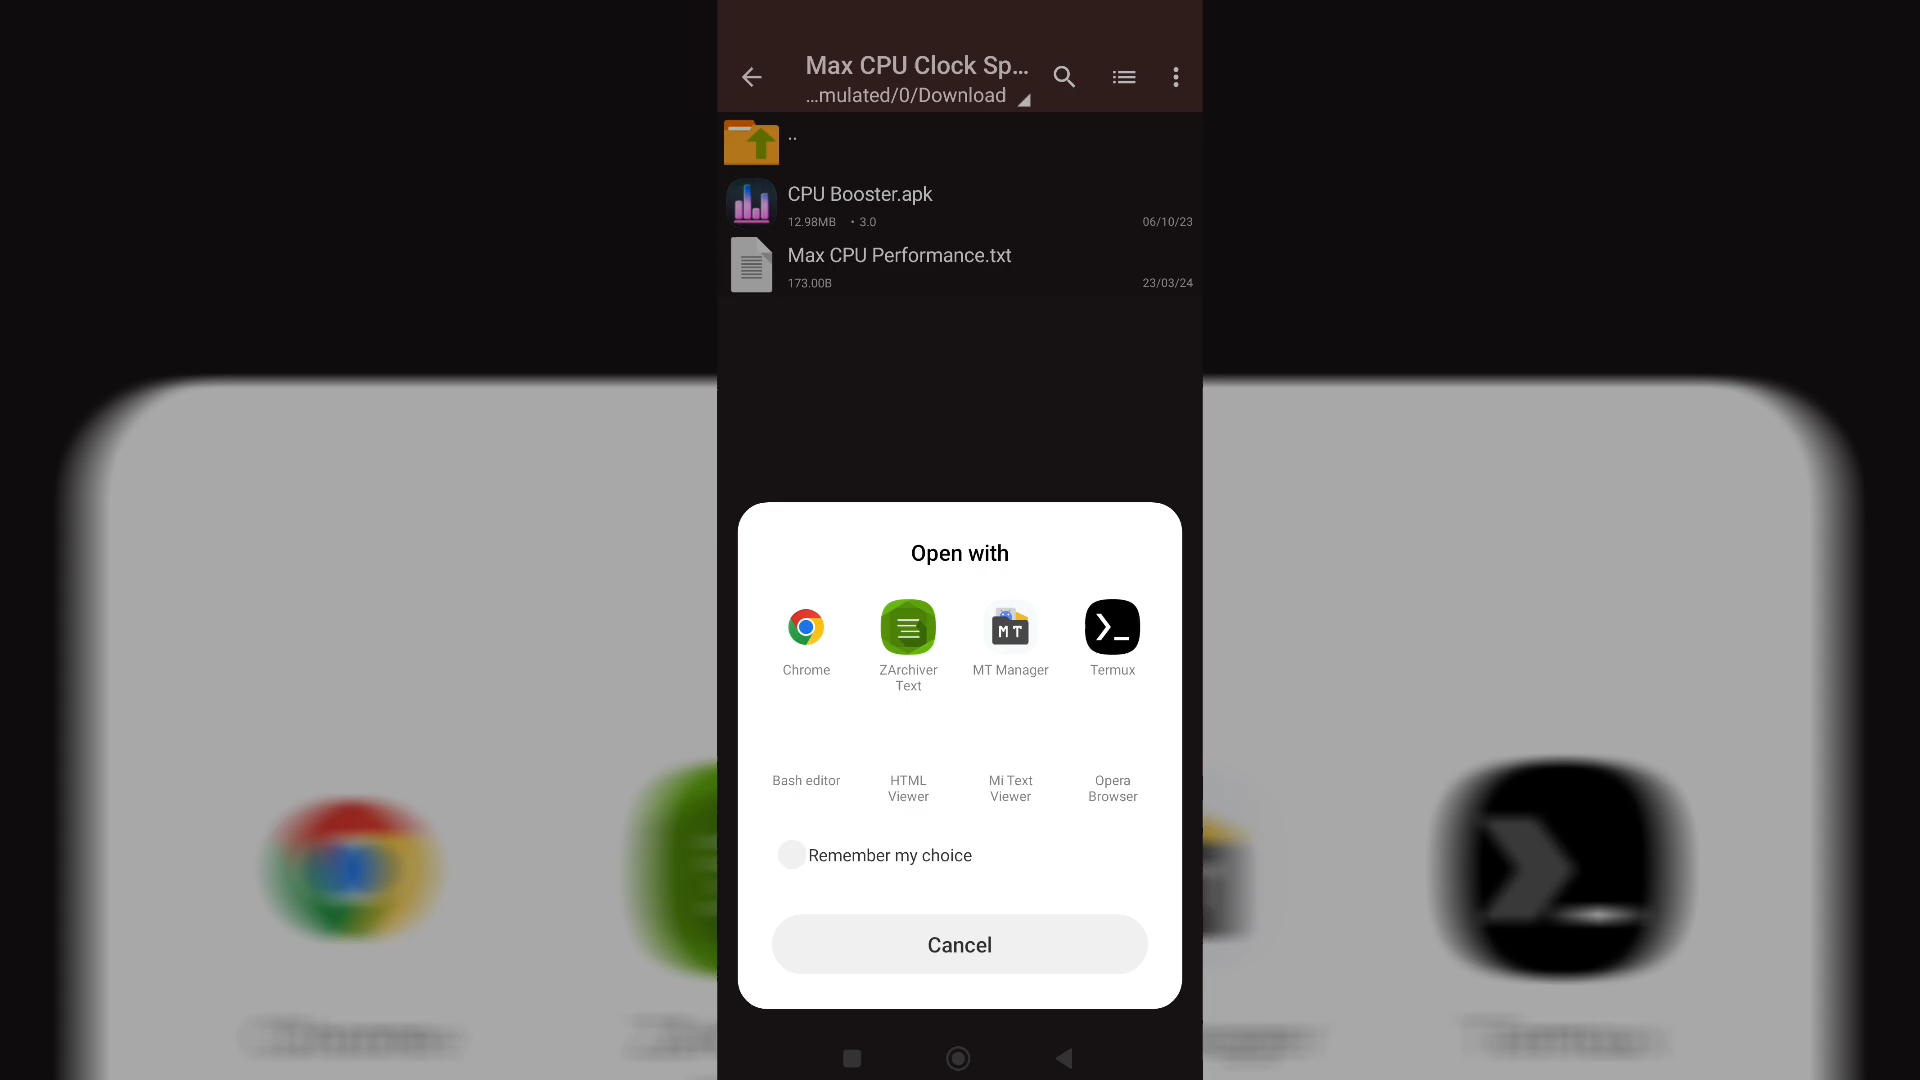 Max CPU Clock Sp...
...mulated/0/Download
..
CPU Booster.apk
12.98MB • 3.0
06/10/23
Max CPU Performance.txt
173.00B
23/03/24
Open with
MT
Chrome
ZArchiver
Text
MT Manager
Termux
Bash editor
HTML
Viewer
Mi Text
Viewer
Opera
Browser
Remember my choice
Cancel